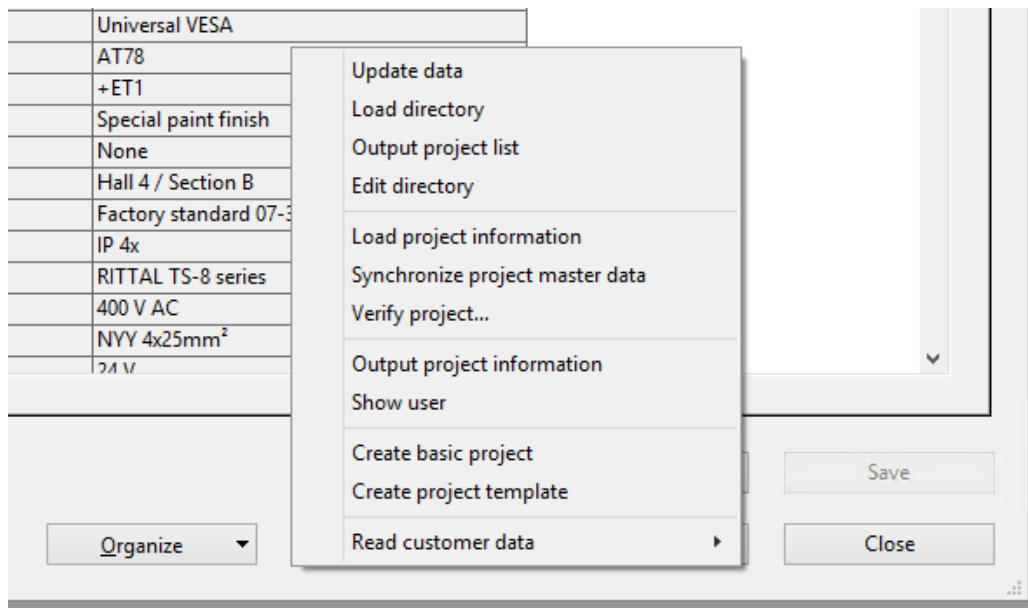 Universal VESA
AT78
+ET1
Special paint finish
None
Hall 4 / Section B
Factory standard 07-3
IP 4x
RITTAL TS-8 series
400 V AC
NYY 4x25mm²
24 V
Update data
Load directory
Output project list
Edit directory
Load project information
Synchronize project master data
Verify project...
Output project information
Show user
Create basic project
Create project template
Read customer data
Save
Organize
Close